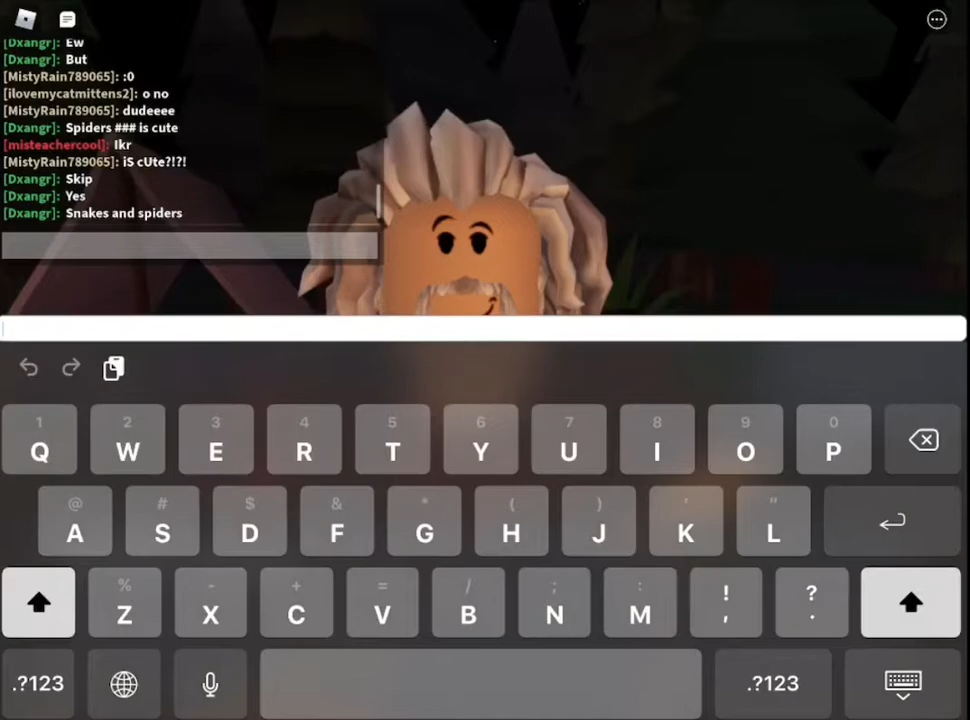 [Dxangr]: Ew
[Dxangr]: But
[MistyRain789065]: :0
[ilovemycatmittens2]: o no
[MistyRain789065]: dudeeee
[Dxangr]: Spiders ### is cute
[misteachercool]: Ikr
[MistyRain789065]: iS cUte?!?!
[Dxangr]: Skip
[Dxangr]: Yes
[Dxangr]: Snakes and spiders
1 2 3 4 5 6 7 8 9 0
Q W E R T Y U I O P
@ # $ & * ( ) ' "
A S D F G H J K L
% - + = / ; : ! ?
Z X C V B N M , .
.?123 .?123